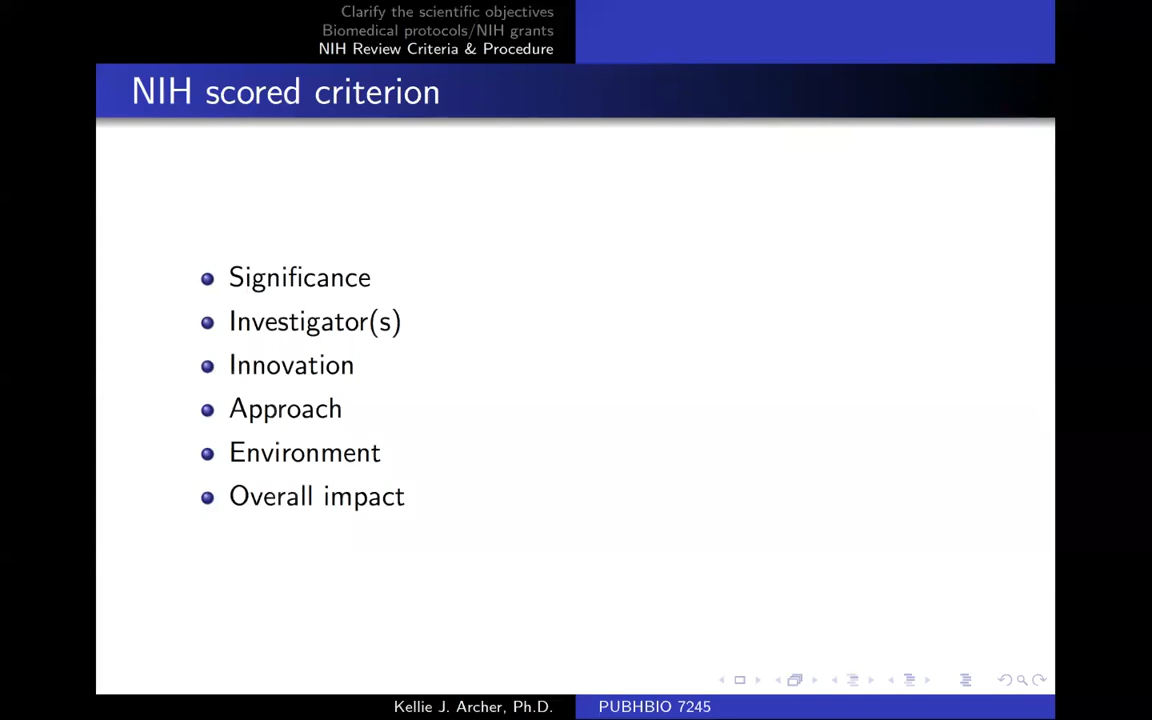 Clarify the scientific objectives
Biomedical protocols/NIH grants
NIH Review Criteria & Procedure
NIH scored criterion
Significance
Investigator(s)
Innovation
Approach
Environment
Overall impact
Kellie J. Archer, Ph.D.
PUBHBIO 7245